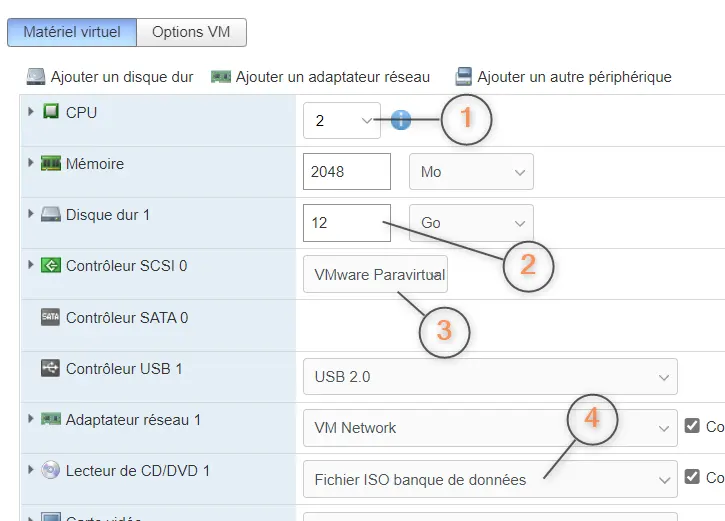 Matériel virtuel Options VM
Ajouter un disque dur Ajouter un adaptateur réseau Ajouter un autre périphérique
CPU 2 i 1
Mémoire 2048 Mo
Disque dur 1 12 Go
2
Contrôleur SCSI 0 VMware Paravirtual
SATA Contrôleur SATA 0
3
Contrôleur USB 1 USB 2.0
4
Adaptateur réseau 1 VM Network Co
Lecteur de CD/DVD 1 Fichier ISO banque de données Co
Carte vidéo